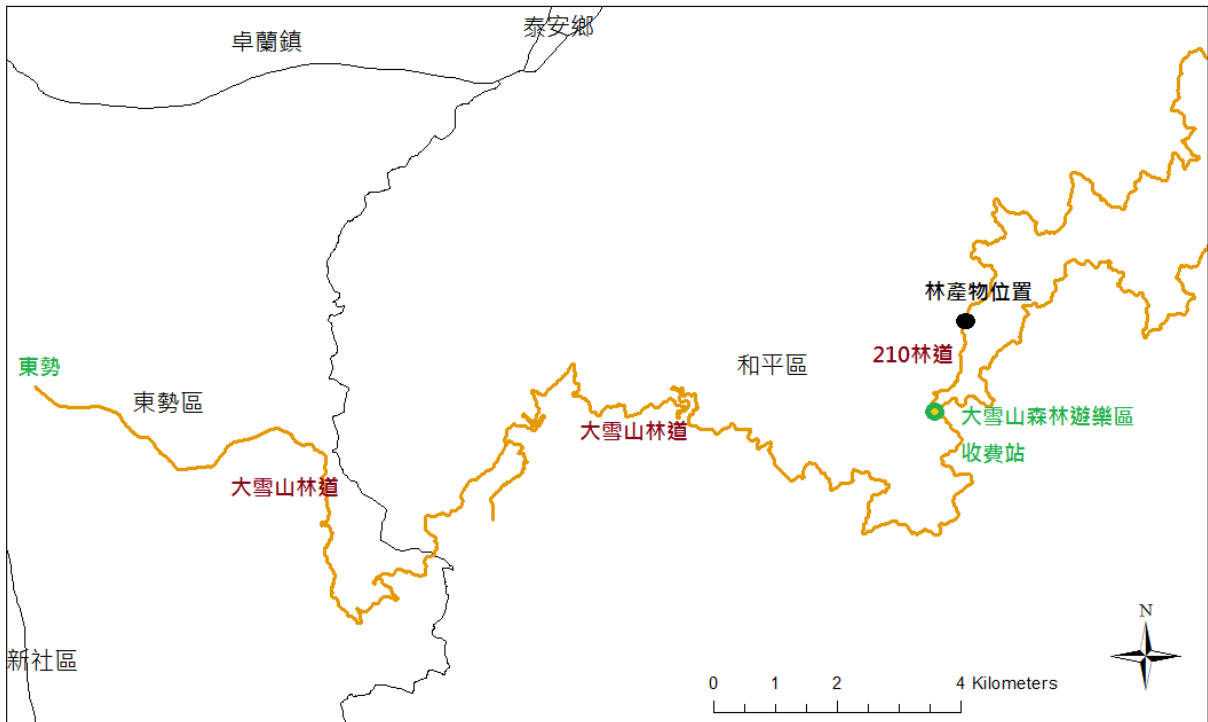 泰安鄉
卓蘭鎮
林產物位置
210林道
和平區
東勢
東勢區
大雪山森林遊樂區
收費站
大雪山林道
大雪山林道
新社區
N
0 1 2 4 Kilometers